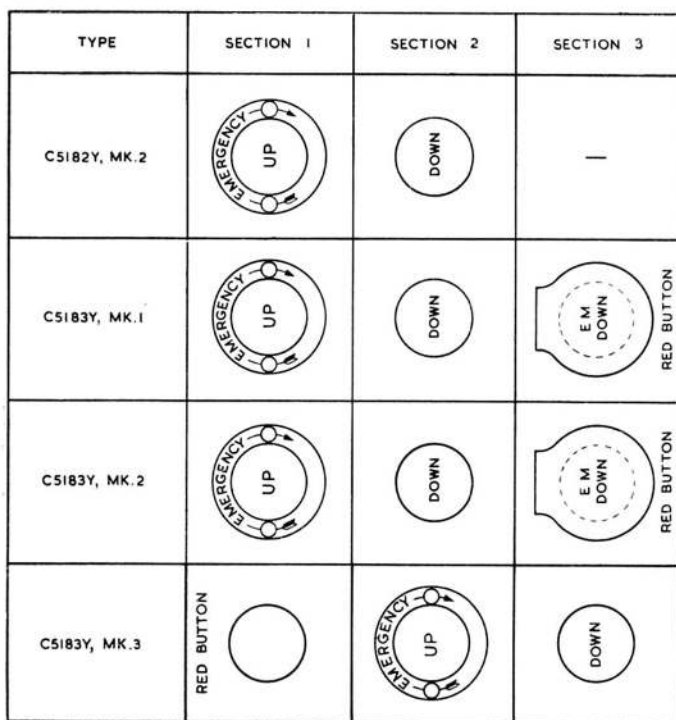 TYPE
SECTION 1
SECTION 2
SECTION 3
C5182Y, MK.2
EMERGENCY
UP
DOWN
—
C5183Y, MK.1
EMERGENCY
UP
DOWN
EM
DOWN
RED BUTTON
C5183Y, MK.2
EMERGENCY
UP
DOWN
EM
DOWN
RED BUTTON
C5183Y, MK.3
RED BUTTON
EMERGENCY
UP
DOWN